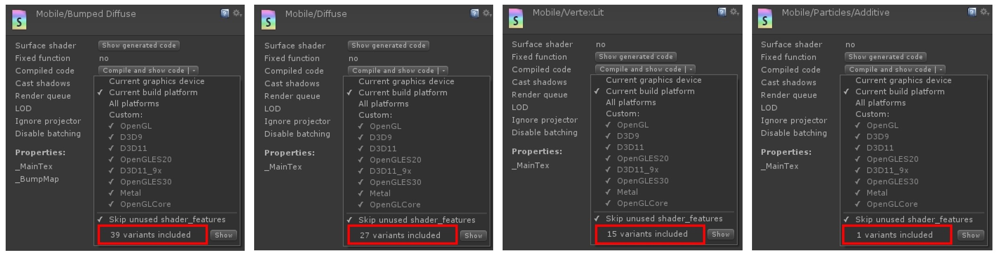 Mobile/Bumped Diffuse
S
Surface shader Show generated code
Fixed function no
Compiled code Compile and show code
Cast shadows Current graphics device
Render queue ✓ Current build platform
LOD All platforms
Ignore projector Custom:
Disable batching ✓ OpenGL
✓ D3D9
Properties: ✓ D3D11
_MainTex ✓ OpenGLES20
_BumpMap ✓ D3D11_9x
✓ OpenGLES30
✓ Metal
✓ OpenGLCore
✓ Skip unused shader_features
39 variants included Show
Mobile/Diffuse
S
Surface shader Show generated code
Fixed function no
Compiled code Compile and show code
Cast shadows Current graphics device
Render queue ✓ Current build platform
LOD All platforms
Ignore projector Custom:
Disable batching ✓ OpenGL
✓ D3D9
Properties: ✓ D3D11
_MainTex ✓ OpenGLES20
✓ D3D11_9x
✓ OpenGLES30
✓ Metal
✓ OpenGLCore
✓ Skip unused shader_features
27 variants included Show
Mobile/VertexLit
S
Surface shader no
Fixed function Show generated code
Compiled code Compile and show code
Cast shadows Current graphics device
Render queue ✓ Current build platform
LOD All platforms
Ignore projector Custom:
Disable batching ✓ OpenGL
✓ D3D9
Properties: ✓ D3D11
_MainTex ✓ OpenGLES20
✓ D3D11_9x
✓ OpenGLES30
✓ Metal
✓ OpenGLCore
✓ Skip unused shader_features
15 variants included Show
Mobile/Particles/Additive
S
Surface shader no
Fixed function Show generated code
Compiled code Compile and show code
Cast shadows Current graphics device
Render queue ✓ Current build platform
LOD All platforms
Ignore projector Custom:
Disable batching ✓ OpenGL
✓ D3D9
Properties: ✓ D3D11
_MainTex ✓ OpenGLES20
✓ D3D11_9x
✓ OpenGLES30
✓ Metal
✓ OpenGLCore
✓ Skip unused shader_features
1 variants included Show